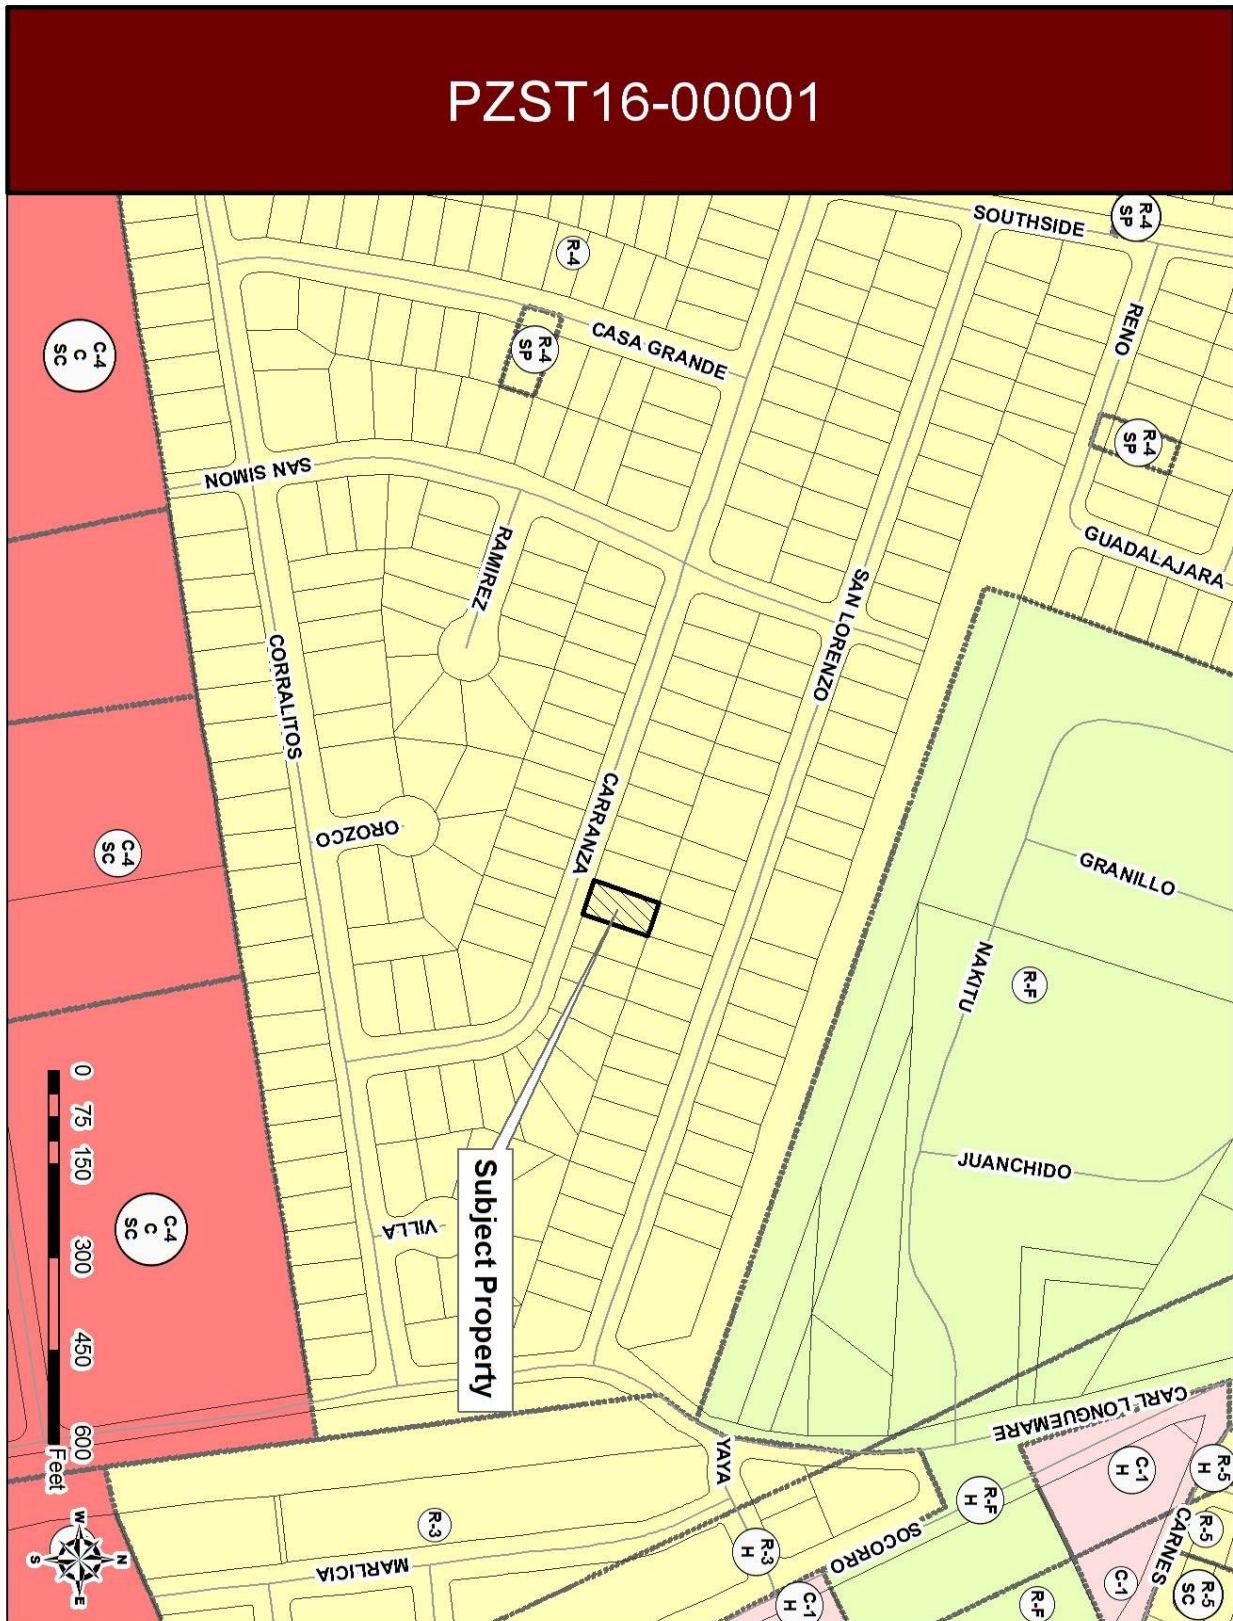 PZST16-00001
SOUTHSIDE
R-4
SP
R-4
RENO
CASA GRANDE
R-4
SP
C-4
C
SC
R-4
SP
SAN SIMON
GUADALAJARA
RAMIREZ
SAN LORENZO
CORRALITOS
CARRANZA
OROZCO
C-4
SC
GRANILLO
NAKITU
R-F
JUANCHIDO
Subject Property
VILLA
C-4
C
SC
0 75 150 300 450 600
Feet
CARL LONGUEMARE
YAYA
C-1
H
R-5
H
R-F
H
R-5
CARNES
R-3
SOCORRO
R-3
H
MARLICIA
C-1
R-5
SC
C-1
H
R-F
N
W
E
S